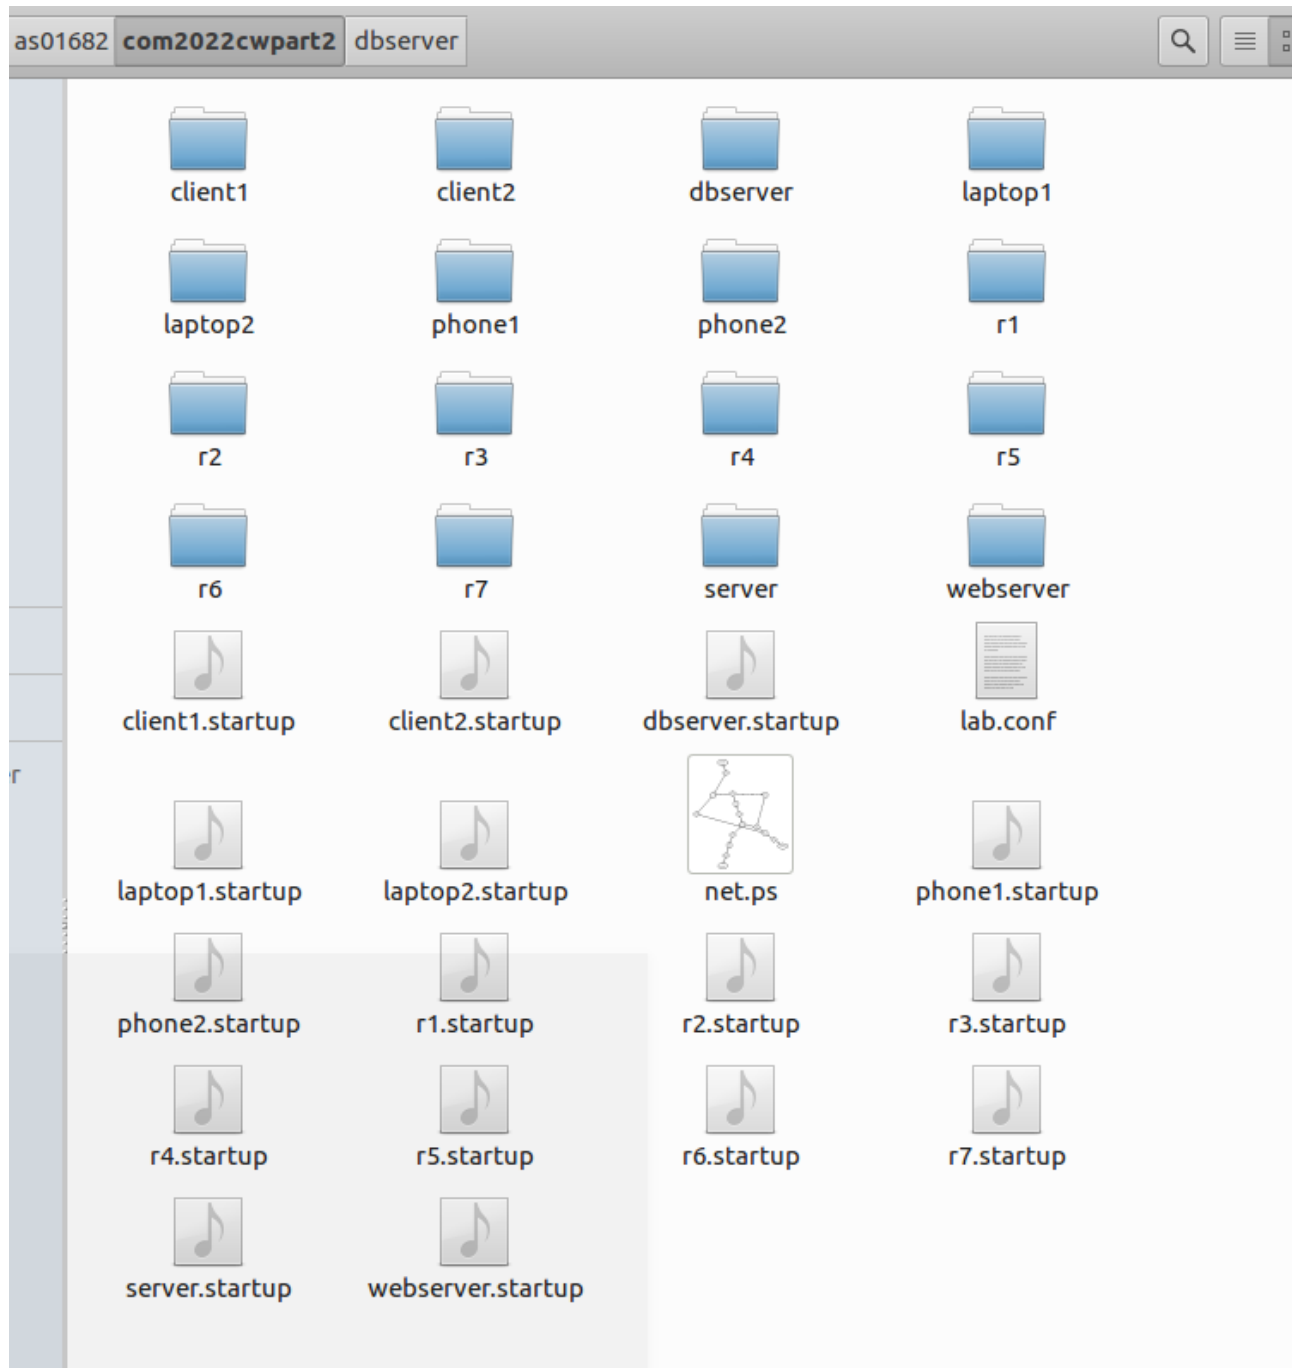 as01682 com2022cwpart2 dbserver
client1 client2 dbserver laptop1
laptop2 phone1 phone2 r1
r2 r3 r4 r5
r6 r7 server webserver
client1.startup client2.startup dbserver.startup lab.conf
laptop1.startup laptop2.startup net.ps phone1.startup
phone2.startup r1.startup r2.startup r3.startup
r4.startup r5.startup r6.startup r7.startup
server.startup webserver.startup